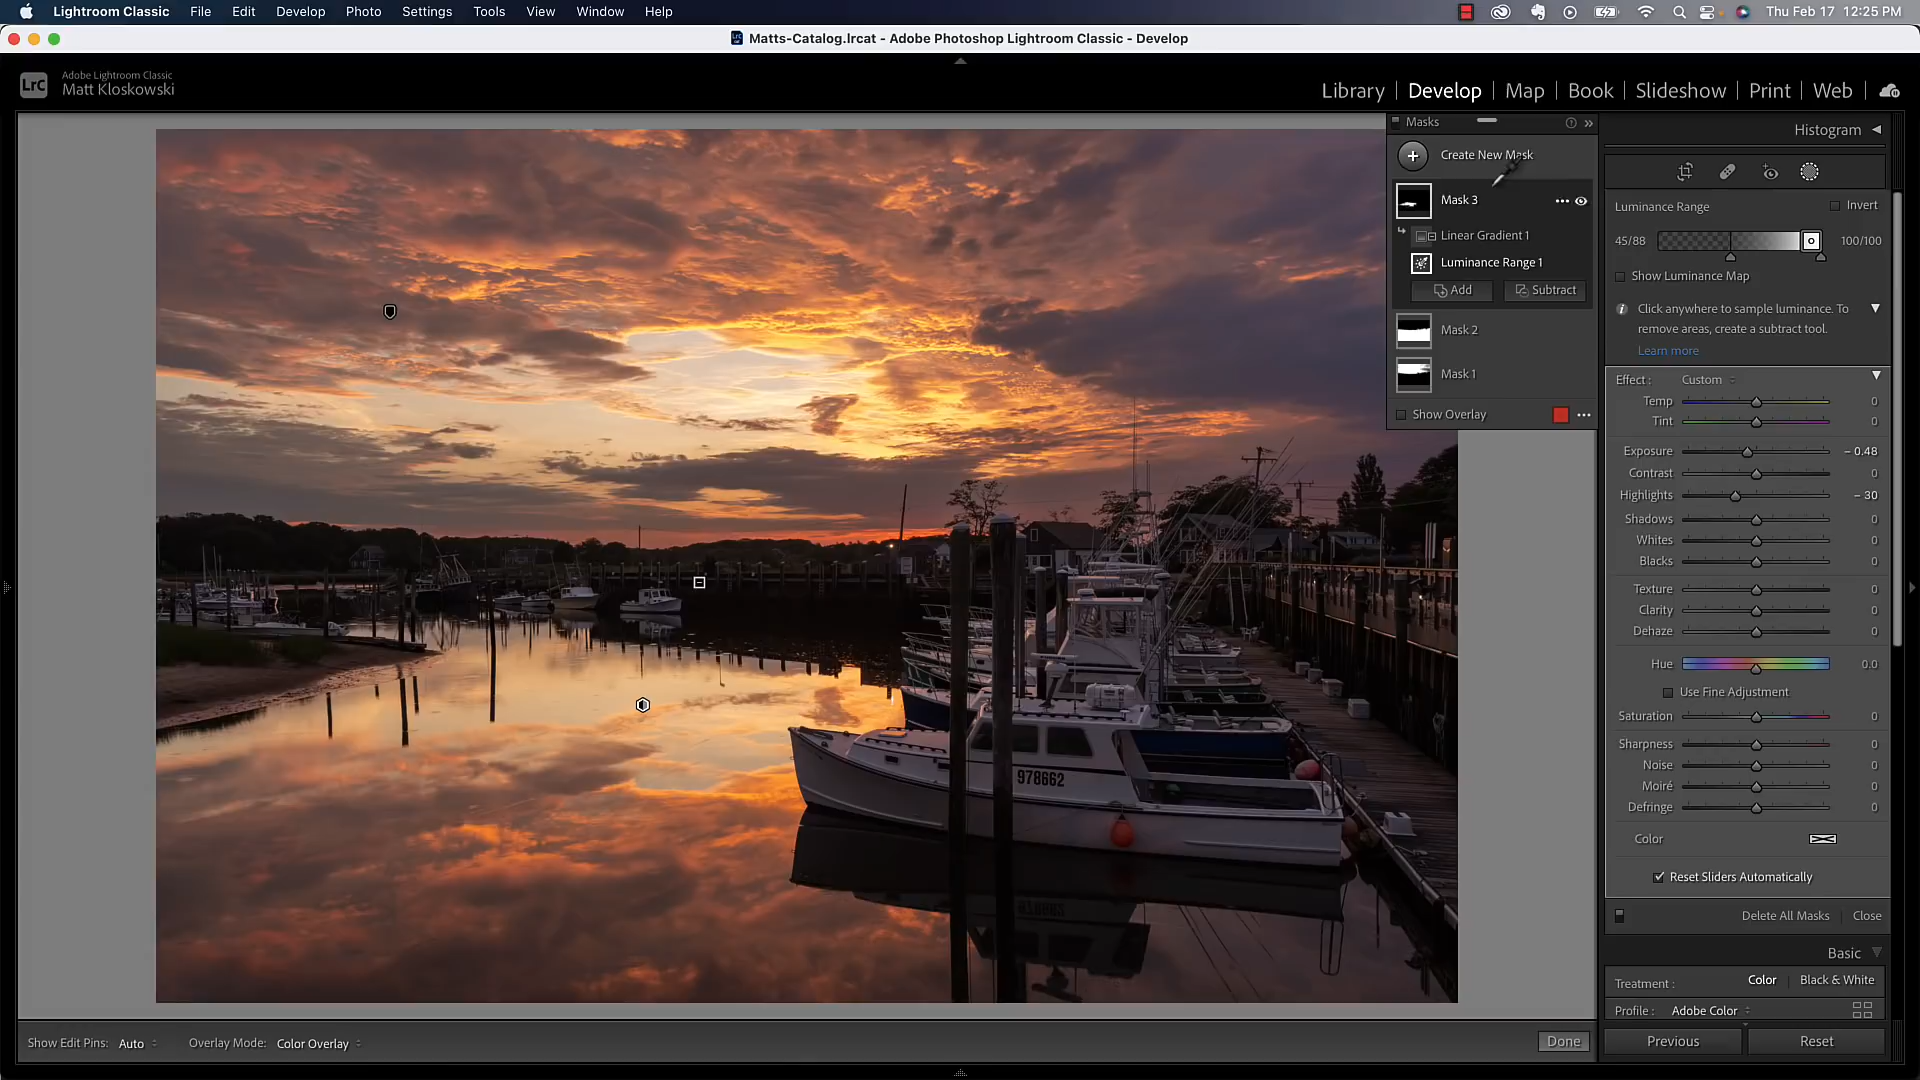 Lightroom Classic File Edit Develop Photo Settings Tools View Window Help Thu Feb 17 12:25 PM
Matts-Catalog.lrcat - Adobe Photoshop Lightroom Classic - Develop
LrC
Adobe Lightroom Classic
Matt Kloskowski
Library | Develop | Map | Book | Slideshow | Print | Web
Masks
Create New Mask
Mask 3
Linear Gradient 1
Luminance Range 1
Add Subtract
Mask 2
Mask 1
Show Overlay
Histogram
Luminance Range Invert
45/88 100/100
Show Luminance Map
Click anywhere to sample luminance. To
remove areas, create a subtract tool.
Learn more
Effect : Custom
Temp 0
Tint 0
Exposure – 0.48
Contrast 0
Highlights – 30
Shadows 0
Whites 0
Blacks 0
Texture 0
Clarity 0
Dehaze 0
Hue 0.0
Use Fine Adjustment
Saturation 0
Sharpness 0
Noise 0
Moiré 0
Defringe 0
Color
Reset Sliders Automatically
Delete All Masks Close
Basic
Treatment : Color Black & White
Profile : Adobe Color
Previous Reset
978662
Show Edit Pins: Auto Overlay Mode: Color Overlay Done